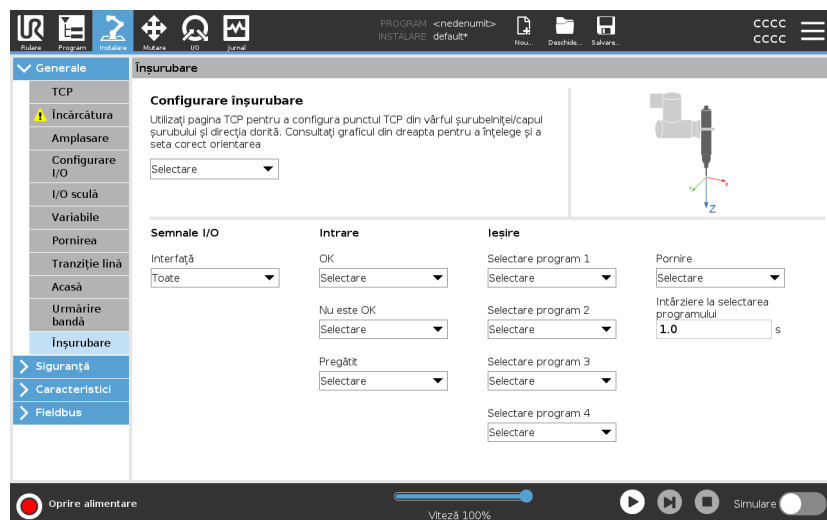 PROGRAM <nedenumit>
INSTALARE default*
CCCC
CCCC
Rulare Program Instalare Mutare I/O Jurnal Nou... Deschide... Salvare...
Generale
TCP
Încărcătura
Amplasare
Configurare
I/O
I/O sculă
Variabile
Pornirea
Tranziție lină
Acasă
Urmărire
bandă
Înșurubare
Siguranță
Caracteristici
Fieldbus
Înșurubare
Configurare înșurubare
Utilizați pagina TCP pentru a configura punctul TCP din vârful șurubelniței/capul
șurubului și direcția dorită. Consultați graficul din dreapta pentru a înțelege și a
seta corect orientarea
Selectare
Y
X
Z
Semnale I/O
Interfață
Toate
Intrare
OK
Selectare
Nu este OK
Selectare
Pregătit
Selectare
Ieșire
Selectare program 1
Selectare
Selectare program 2
Selectare
Selectare program 3
Selectare
Selectare program 4
Selectare
Pornire
Selectare
Întârziere la selectarea
programului
1.0 s
Oprire alimentare
Viteză 100%
Simulare